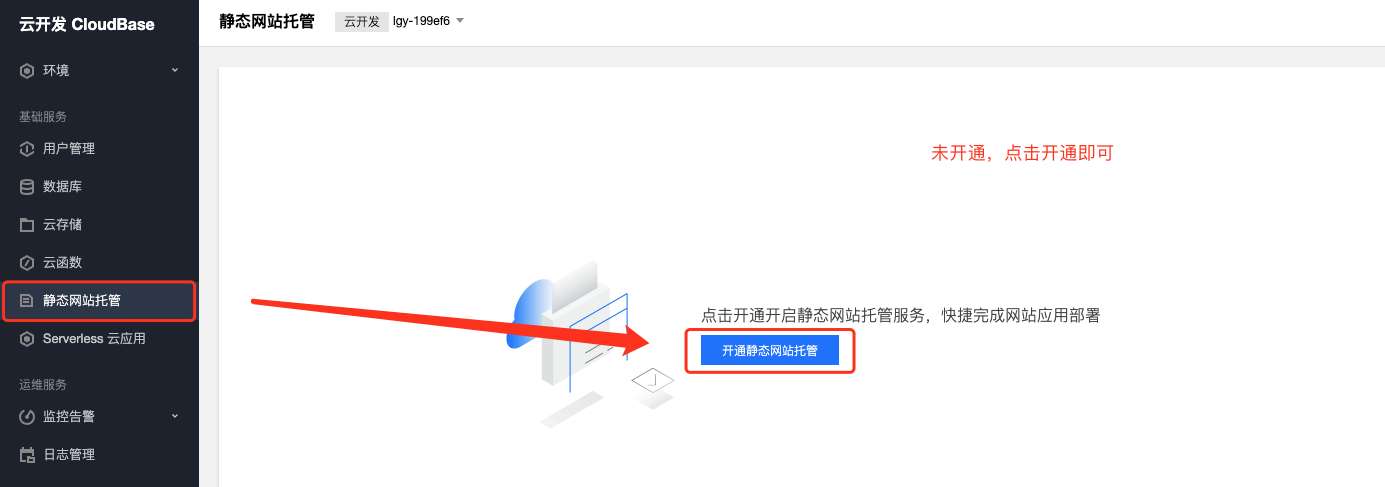 云开发 CloudBase
环境
基础服务
用户管理
数据库
云存储
云函数
静态网站托管
Serverless 云应用
运维服务
监控告警
日志管理
静态网站托管 云开发 lgy-199ef6
未开通，点击开通即可
点击开通开启静态网站托管服务，快捷完成网站应用部署
开通静态网站托管